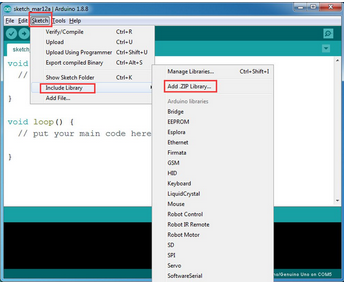 sketch_mar12a | Arduino 1.8.8
File Edit Sketch Tools Help
Verify/Compile Ctrl+R
Upload Ctrl+U
Upload Using Programmer Ctrl+Shift+U
Export compiled Binary Ctrl+Alt+S
Show Sketch Folder Ctrl+K
Include Library
Add File...
sketch
void
//
}
void loop() {
// put your main code here
}
Manage Libraries... Ctrl+Shift+I
Add .ZIP Library...
Arduino libraries
Bridge
EEPROM
Esplora
Ethernet
Firmata
GSM
HID
Keyboard
LiquidCrystal
Mouse
Robot Control
Robot IR Remote
Robot Motor
SD
SPI
Servo
SoftwareSerial
no/Genuino Uno on COM5